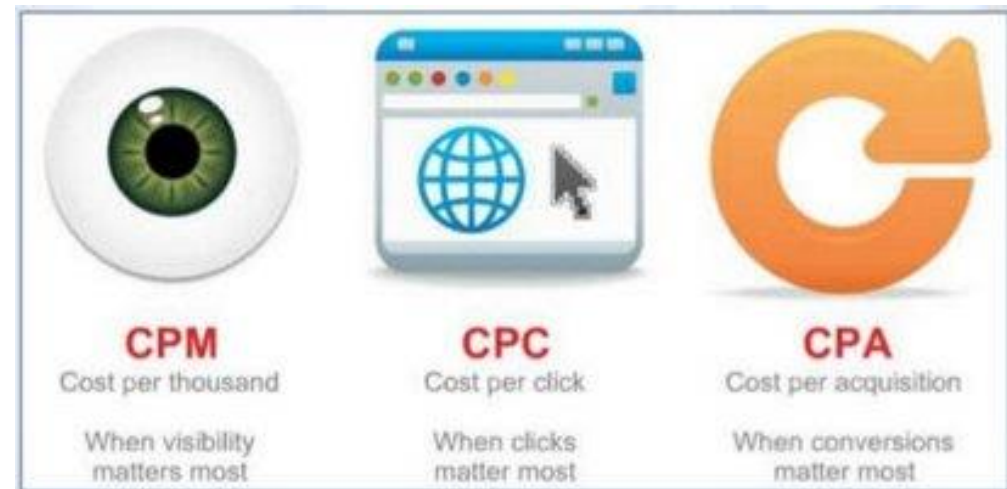 CPM
Cost per thousand
When visibility
matters most
CPC
Cost per click
When clicks
matter most
CPA
Cost per acquisition
When conversions
matter most